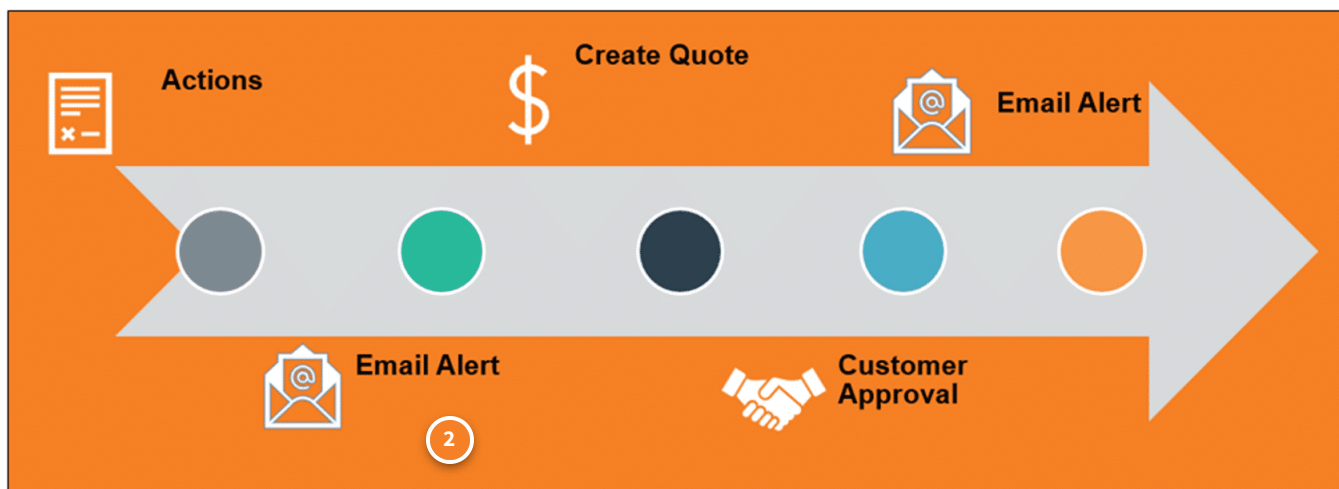 Actions
Create Quote
Email Alert
Email Alert
Customer
Approval
2